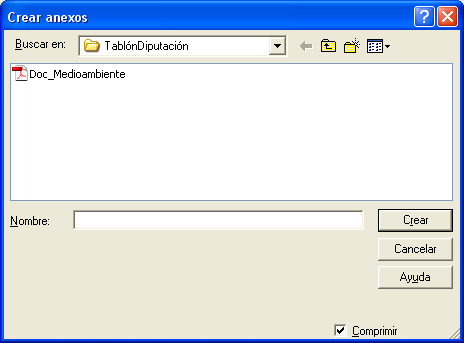 Crear anexos
Buscar en: TablónDiputación
Doc_Medioambiente
Nombre: Crear
Cancelar
Ayuda
Comprimir